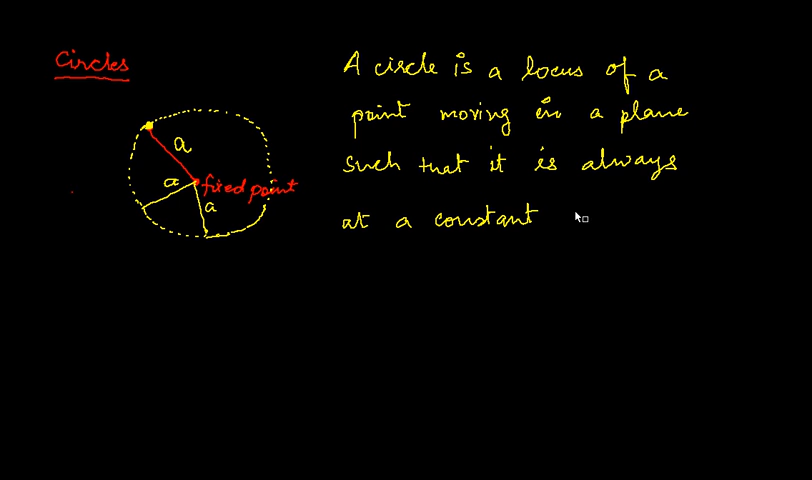 Circles
a
a
fixed point
a
A circle is a locus of a
point moving in a plane
such that it is always
at a constant